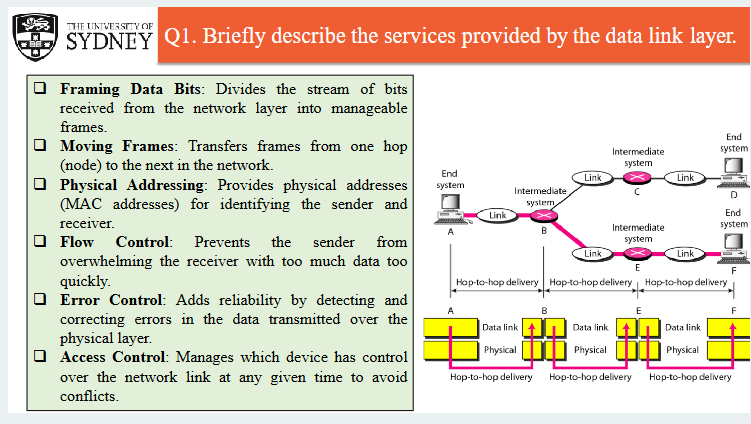 THE UNIVERSITY OF
SYDNEY
Q1. Briefly describe the services provided by the data link layer.
❑ Framing Data Bits: Divides the stream of bits
received from the network layer into manageable
frames.
❑ Moving Frames: Transfers frames from one hop
(node) to the next in the network.
❑ Physical Addressing: Provides physical addresses
(MAC addresses) for identifying the sender and
receiver.
❑ Flow Control: Prevents the sender from
overwhelming the receiver with too much data too
quickly.
❑ Error Control: Adds reliability by detecting and
correcting errors in the data transmitted over the
physical layer.
❑ Access Control: Manages which device has control
over the network link at any given time to avoid
conflicts.
End
system
A
Link
Intermediate
system
B
Link
Intermediate
system
C
Link
End
system
D
Link
Intermediate
system
E
Link
End
system
F
Hop-to-hop delivery
Hop-to-hop delivery
Hop-to-hop delivery
A
B
E
F
Data link
Data link
Data link
Physical
Physical
Physical
Hop-to-hop delivery
Hop-to-hop delivery
Hop-to-hop delivery